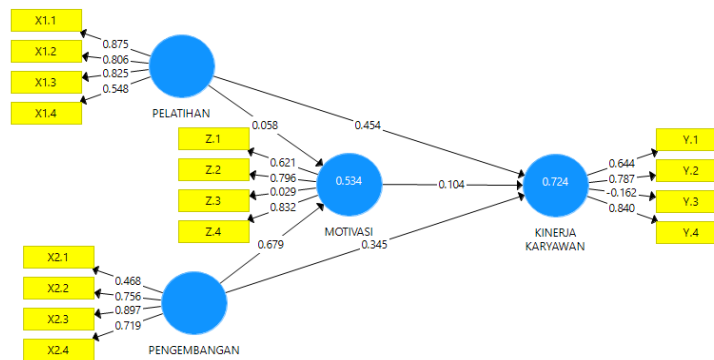 X1.1
X1.2
X1.3
X1.4
0.875
0.806
0.825
0.548
PELATIHAN
0.058
0.454
Z.1
Z.2
Z.3
Z.4
0.621
0.796
0.029
0.832
0.534
MOTIVASI
0.104
0.724
KINERJA
KARYAWAN
0.644
0.787
-0.162
0.840
Y.1
Y.2
Y.3
Y.4
0.679
0.345
X2.1
X2.2
X2.3
X2.4
0.468
0.756
0.897
0.719
PENGEMBANGAN